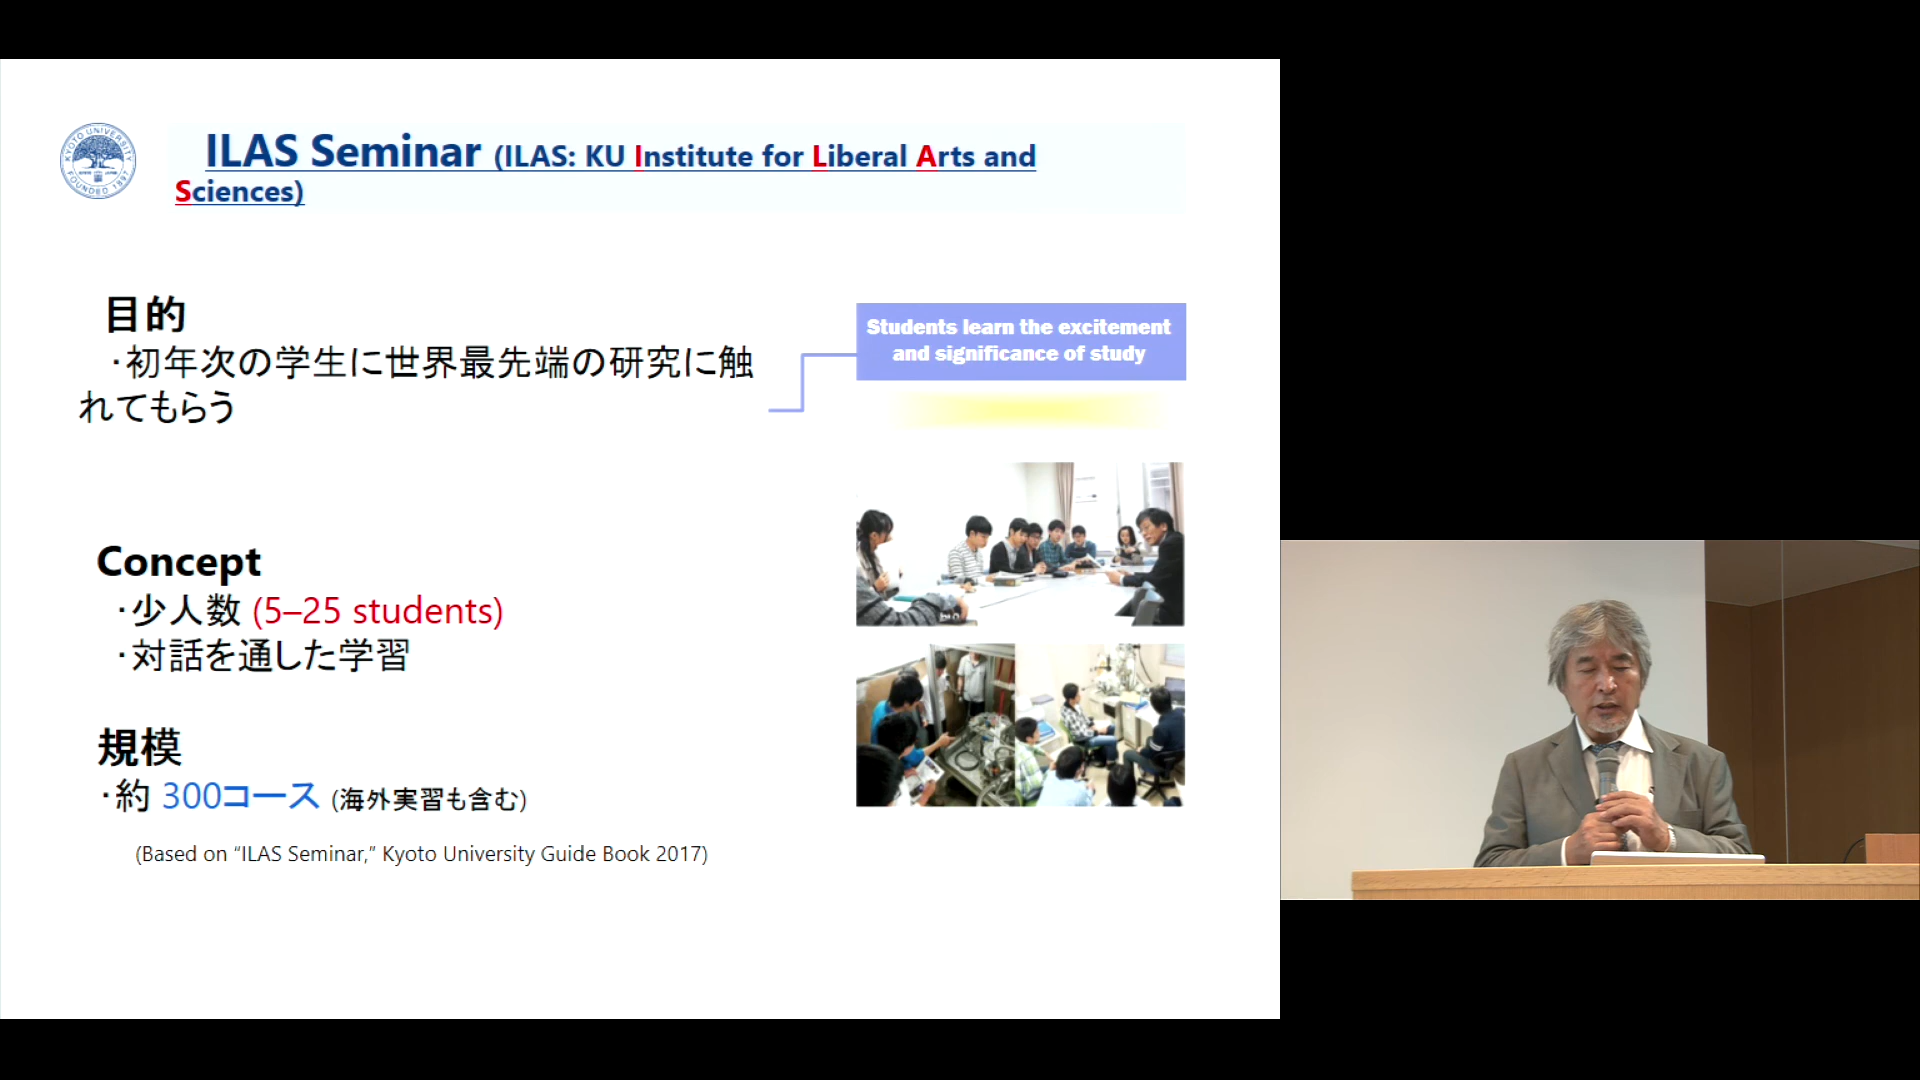 KYOTO UNIVERSITY
FOUNDED 1897
ILAS Seminar (ILAS: KU Institute for Liberal Arts and
Sciences)
目的
・初年次の学生に世界最先端の研究に触
れてもらう
Students learn the excitement
and significance of study
Concept
・少人数 (5–25 students)
・対話を通した学習
規模
・約 300コース (海外実習も含む)
(Based on “ILAS Seminar,” Kyoto University Guide Book 2017)